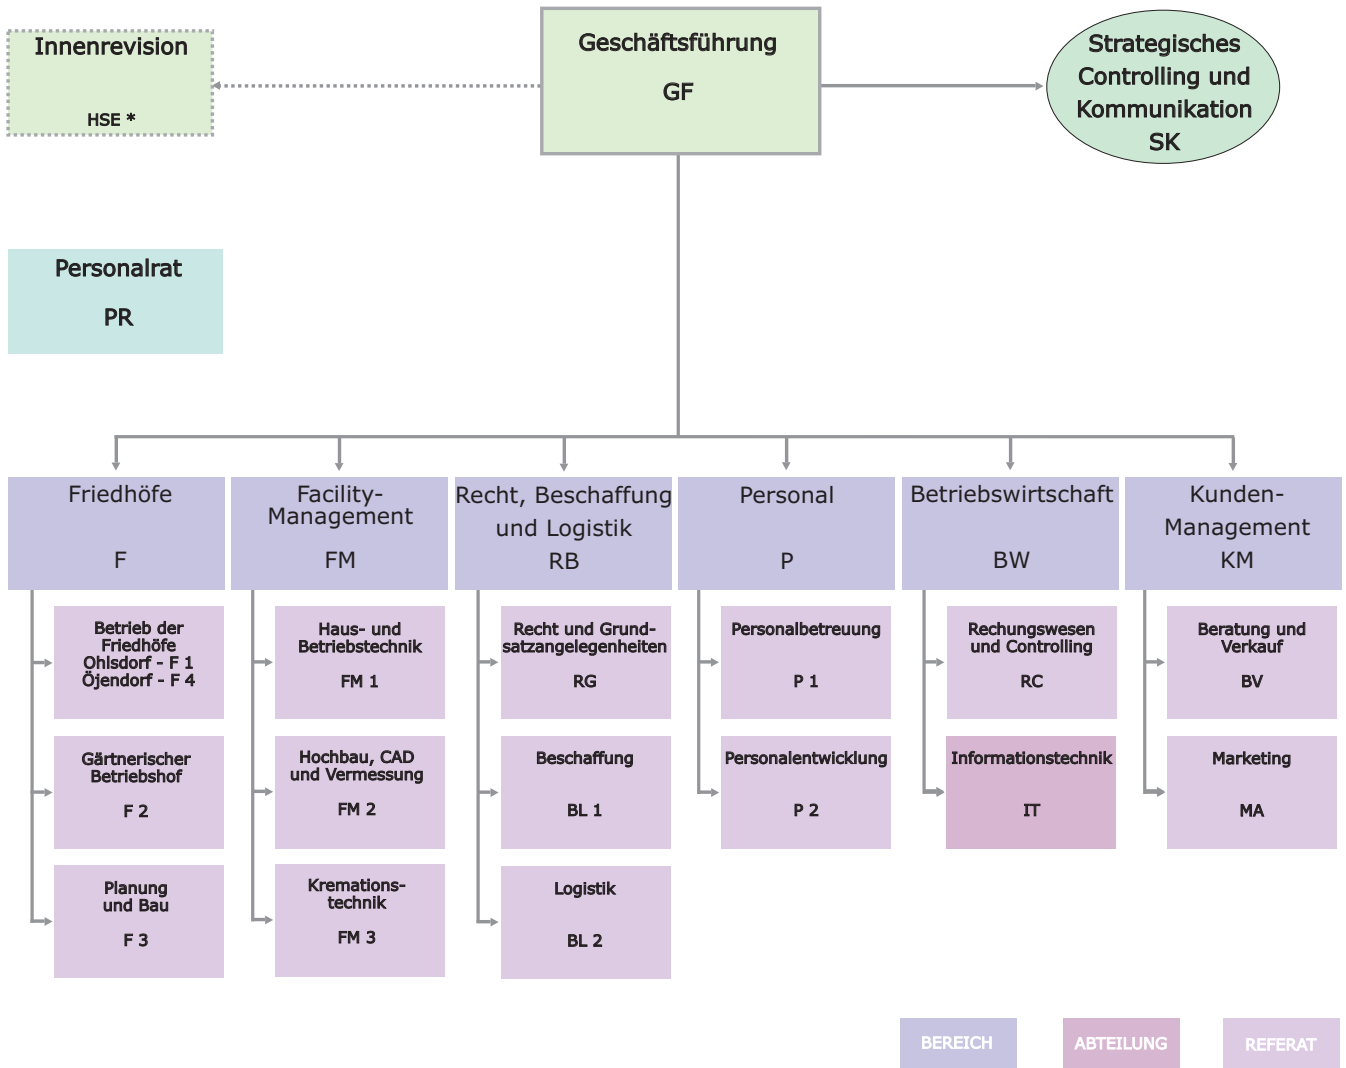 Innenrevision
HSE *
Geschäftsführung
GF
Strategisches
Controlling und
Kommunikation
SK
Personalrat
PR
Friedhöfe
F
Facility-
Management
FM
Recht, Beschaffung
und Logistik
RB
Personal
P
Betriebswirtschaft
BW
Kunden-
Management
KM
Betrieb der
Friedhöfe
Ohlsdorf - F 1
Öjendorf - F 4
Haus- und
Betriebstechnik
FM 1
Recht und Grund-
satzangelegenheiten
RG
Personalbetreuung
P 1
Rechungswesen
und Controlling
RC
Beratung und
Verkauf
BV
Gärtnerischer
Betriebshof
F 2
Hochbau, CAD
und Vermessung
FM 2
Beschaffung
BL 1
Personalentwicklung
P 2
Informationstechnik
IT
Marketing
MA
Planung
und Bau
F 3
Kremations-
technik
FM 3
Logistik
BL 2
BEREICH
ABTEILUNG
REFERAT